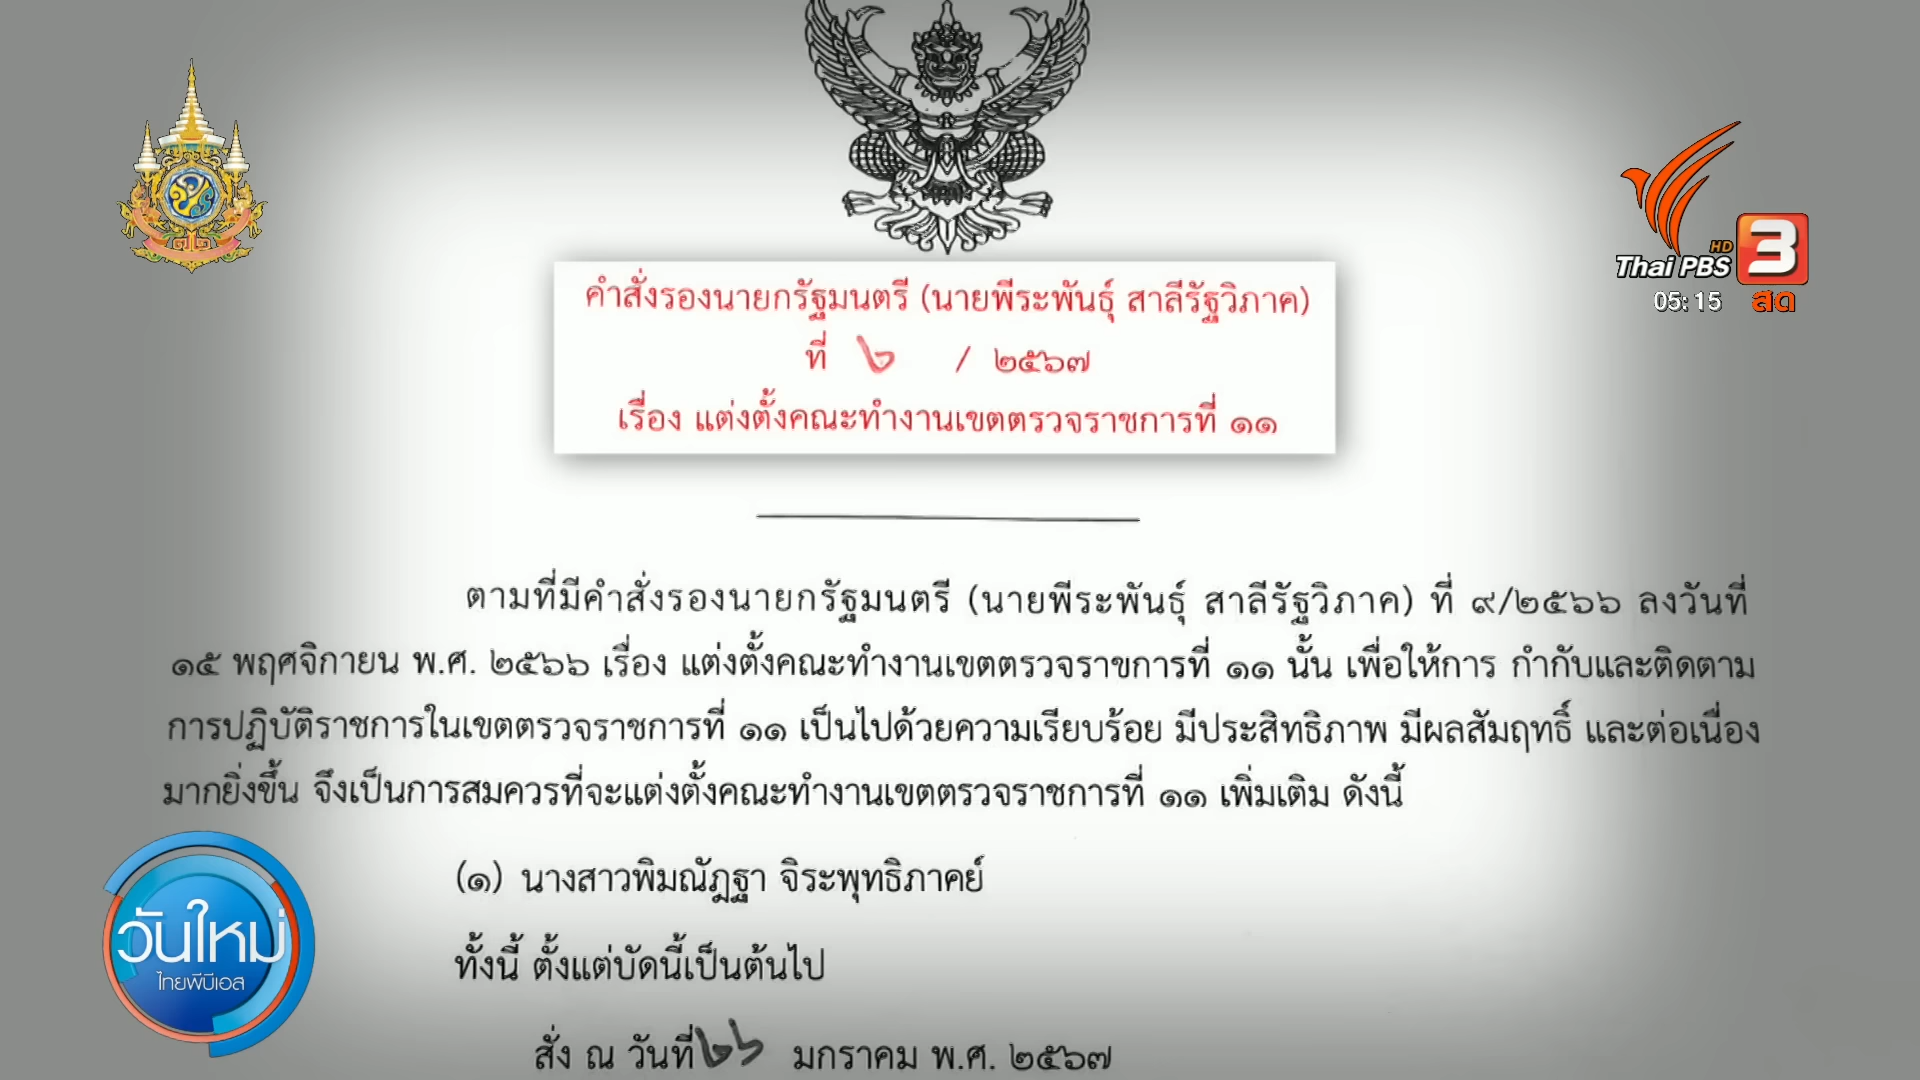 ๗๒
Thai PBS HD 3
05:15 สด
คำสั่งรองนายกรัฐมนตรี (นายพีระพันธุ์ สาลีรัฐวิภาค)
ที่ / ๒๕๖๗
เรื่อง แต่งตั้งคณะทำงานเขตตรวจราชการที่ ๑๑
ตามที่มีคำสั่งรองนายกรัฐมนตรี (นายพีระพันธุ์ สาลีรัฐวิภาค) ที่ ๙/๒๕๖๖ ลงวันที่
๑๕ พฤศจิกายน พ.ศ. ๒๕๖๖ เรื่อง แต่งตั้งคณะทำงานเขตตรวจราชการที่ ๑๑ นั้น เพื่อให้การ กำกับและติดตาม
การปฏิบัติราชการในเขตตรวจราชการที่ ๑๑ เป็นไปด้วยความเรียบร้อย มีประสิทธิภาพ มีผลสัมฤทธิ์ และต่อเนื่อง
มากยิ่งขึ้น จึงเป็นการสมควรที่จะแต่งตั้งคณะทำงานเขตตรวจราชการที่ ๑๑ เพิ่มเติม ดังนี้
(๑) นางสาวพิมณัฏฐา จิระพุทธิภาคย์
ทั้งนี้ ตั้งแต่บัดนี้เป็นต้นไป
สั่ง ณ วันที่ มกราคม พ.ศ. ๒๕๖๗
วันใหม่
ไทยพีบีเอส